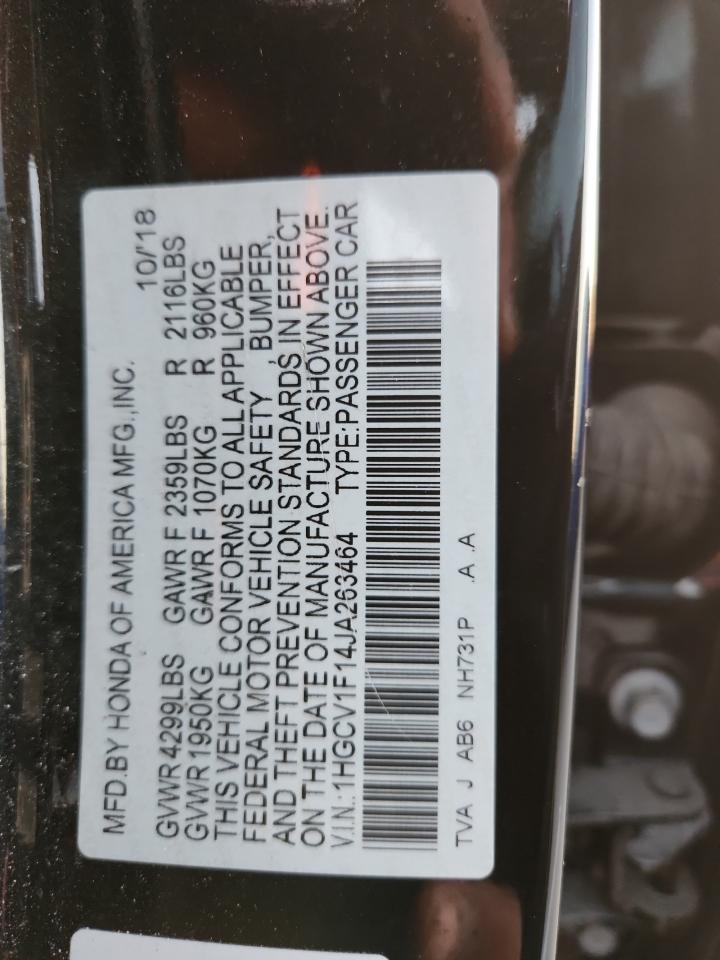 MFD.BY HONDA OF AMERICA MFG.,INC. 10/'18
GVWR 4299LBS GAWR F 2359LBS R 2116LBS
GVWR 1950KG GAWR F 1070KG R 960KG
THIS VEHICLE CONFORMS TO ALL APPLICABLE
FEDERAL MOTOR VEHICLE SAFETY , BUMPER,
AND THEFT PREVENTION STANDARDS IN EFFECT
ON THE DATE OF MANUFACTURE SHOWN ABOVE.
V.I.N.:1HGCV1F14JA263464 TYPE:PASSENGER CAR
TVA J AB6 NH731P .A .A